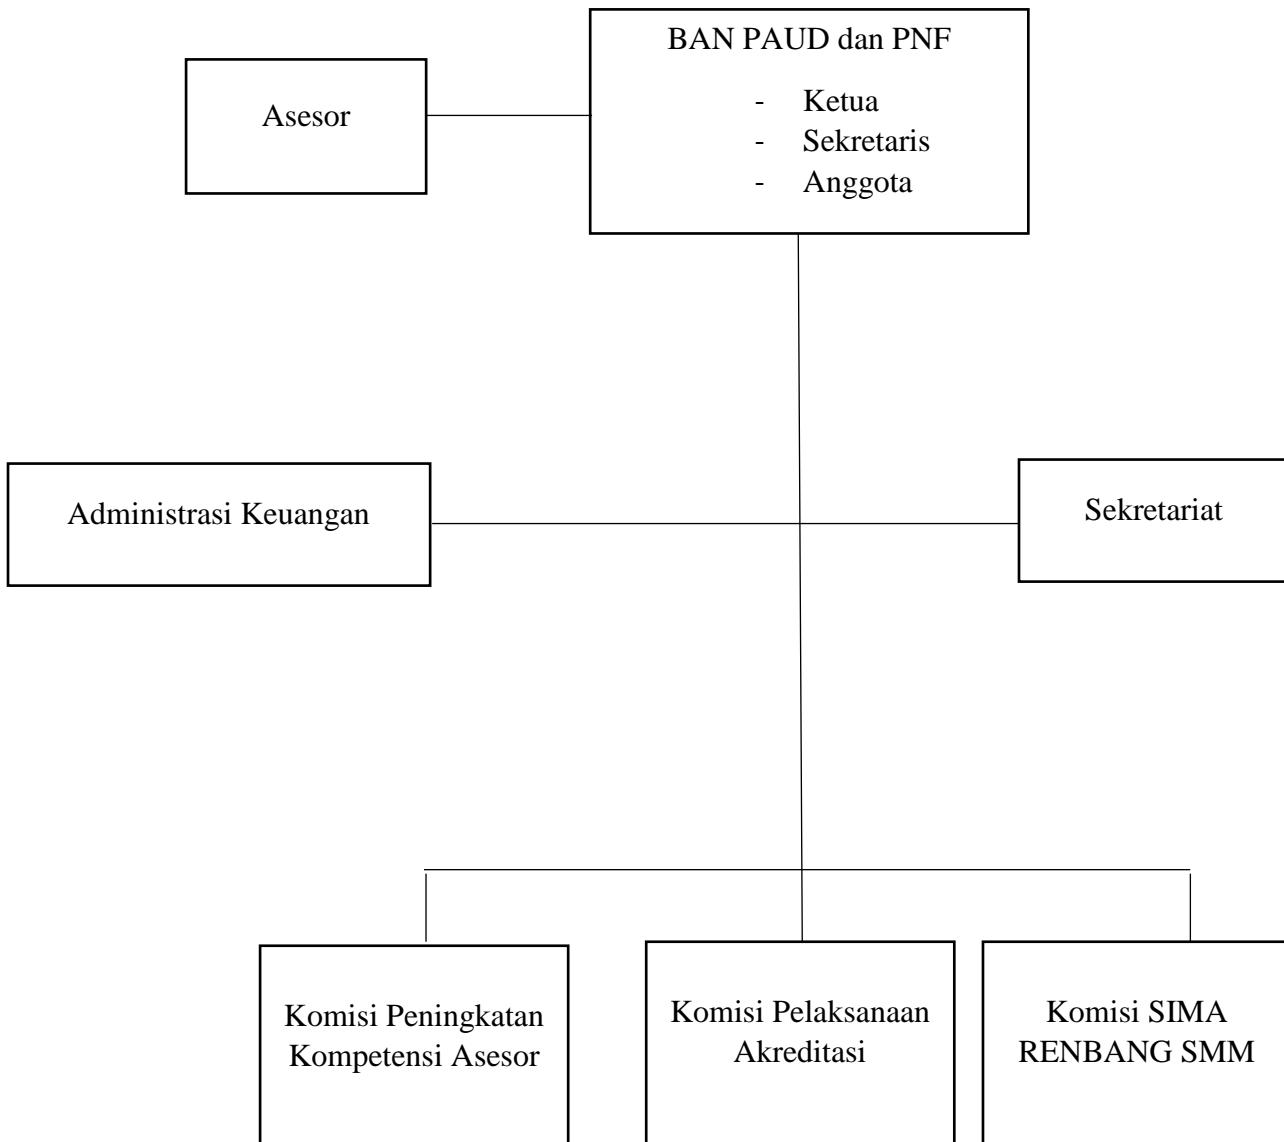 BAN PAUD dan PNF
- Ketua
- Sekretaris
- Anggota
Asesor
Administrasi Keuangan
Sekretariat
Komisi Peningkatan
Kompetensi Asesor
Komisi Pelaksanaan
Akreditasi
Komisi SIMA
RENBANG SMM